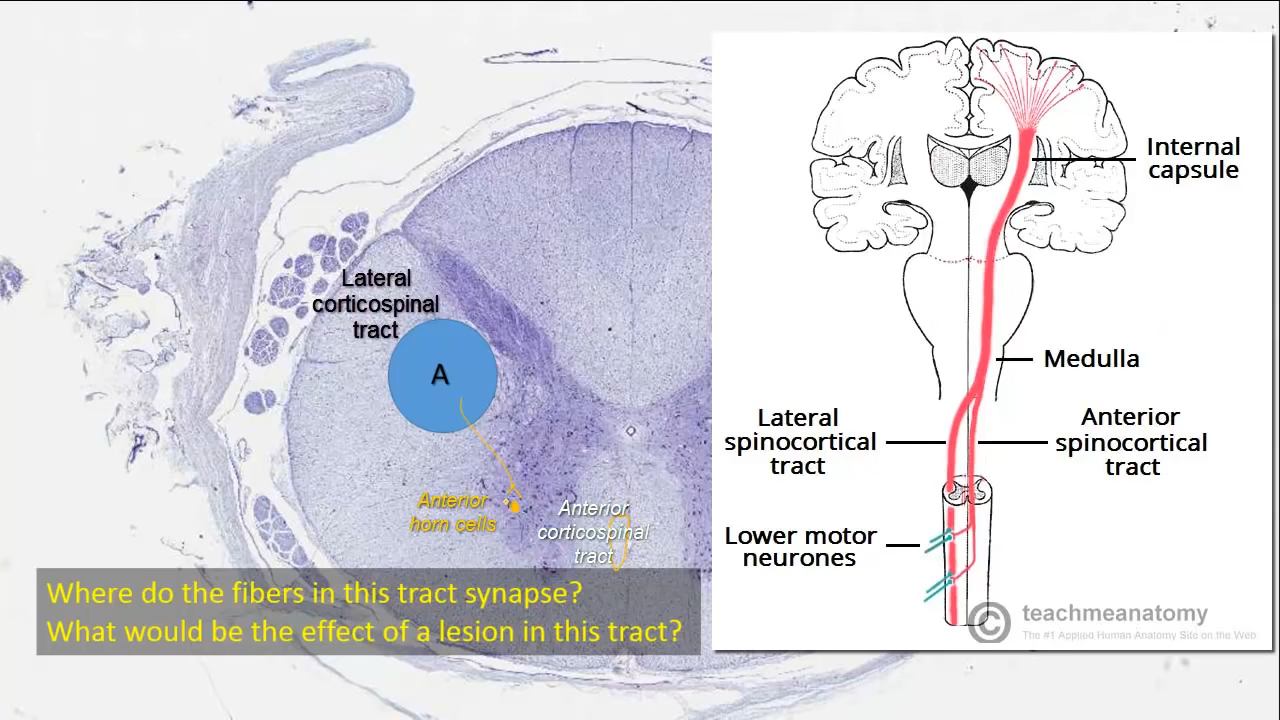 Lateral
corticospinal
tract
A
Anterior
horn cells
Anterior
corticospinal
tract
Where do the fibers in this tract synapse?
What would be the effect of a lesion in this tract?
Internal
capsule
Medulla
Lateral
spinocortical
tract
Anterior
spinocortical
tract
Lower motor
neurones
© teachmeanatomy
The #1 Applied Human Anatomy Site on the Web.